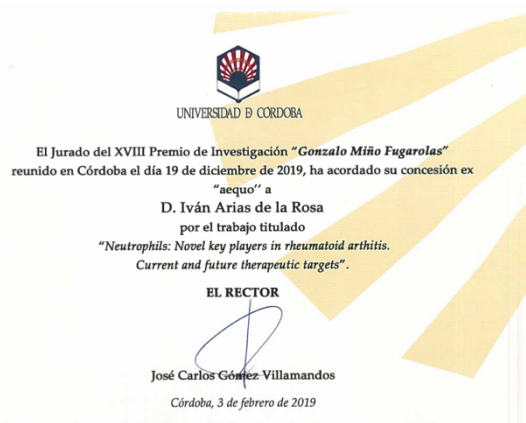 UNIVERSIDAD Ð CORDOBA
El Jurado del XVIII Premio de Investigación "Gonzalo Miño Fugarolas"
reunido en Córdoba el día 19 de diciembre de 2019, ha acordado su concesión ex
"aequo'' a
D. Iván Arias de la Rosa
por el trabajo titulado
"Neutrophils: Novel key players in rheumatoid arthitis.
Current and future therapeutic targets".
EL RECTOR
José Carlos Gómez Villamandos
Córdoba, 3 de febrero de 2019